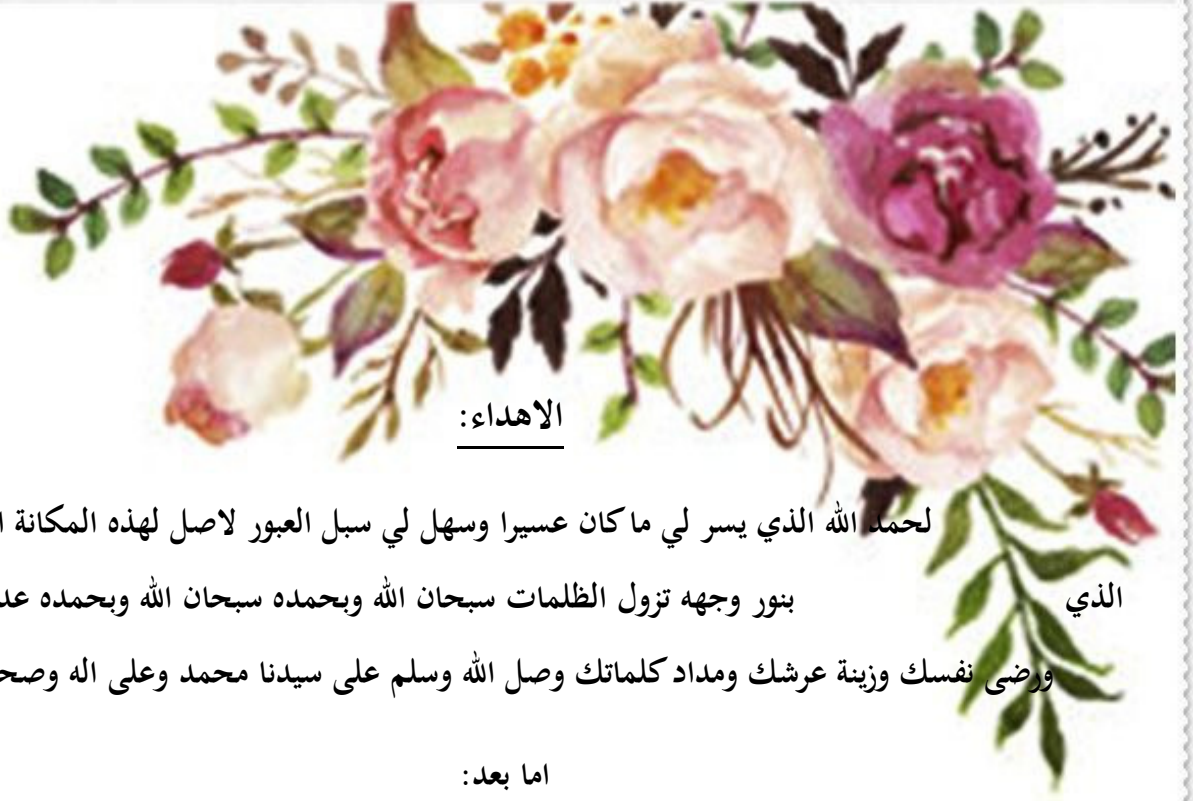 الاهداء:
لحمد الله الذي يسر لي ماكان عسيرا وسهل لي سبل العبور لاصل لهذه المكانة
الذي بنور وجهه تزول الظلمات سبحان الله وبحمده سبحان الله وبحمده
ورضى نفسك وزينة عرشك ومداد كلماتك وصل الله وسلم على سيدنا محمد وعلى اله
اما بعد: